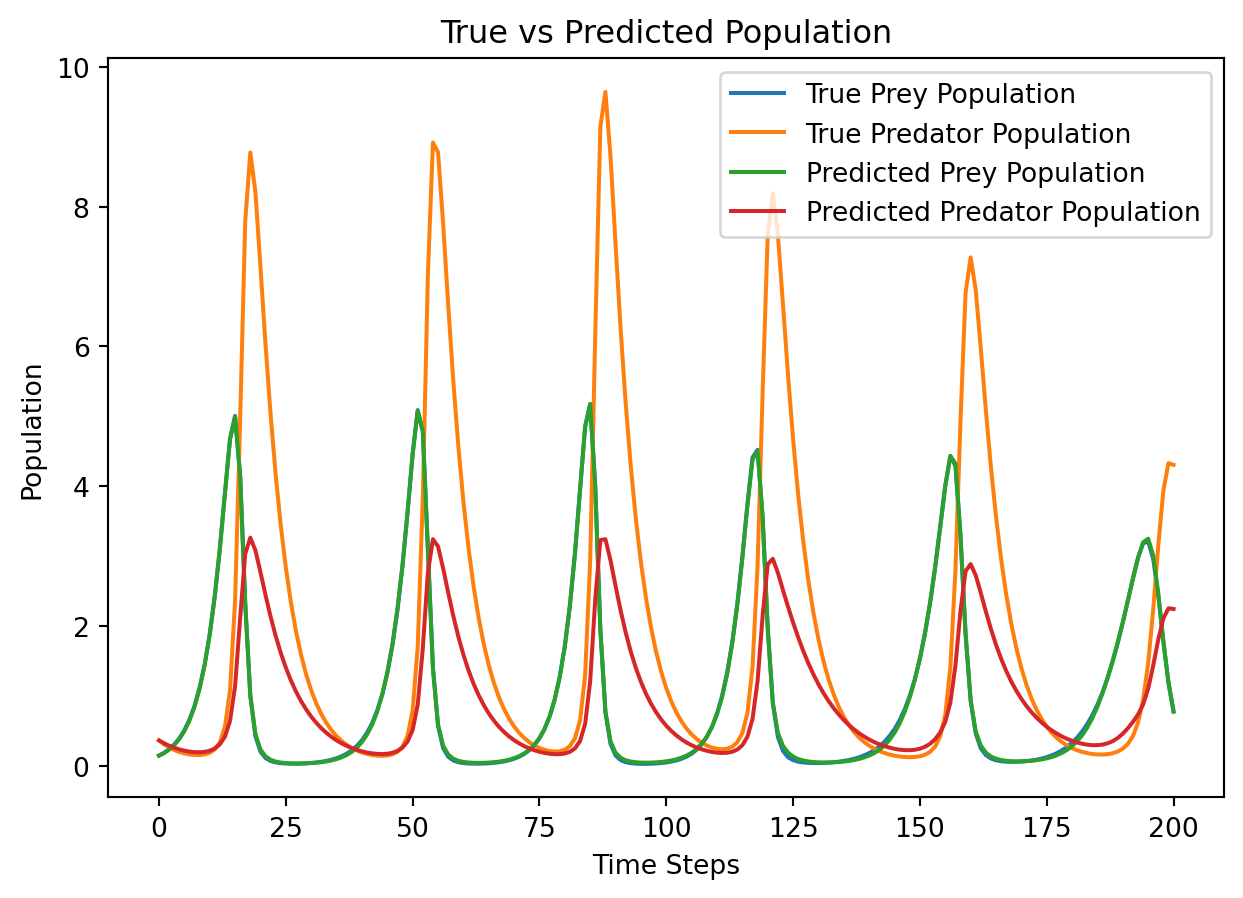 True vs Predicted Population
10
8
6
4
2
0
Population
True Prey Population
True Predator Population
Predicted Prey Population
Predicted Predator Population
0 25 50 75 100 125 150 175 200
Time Steps